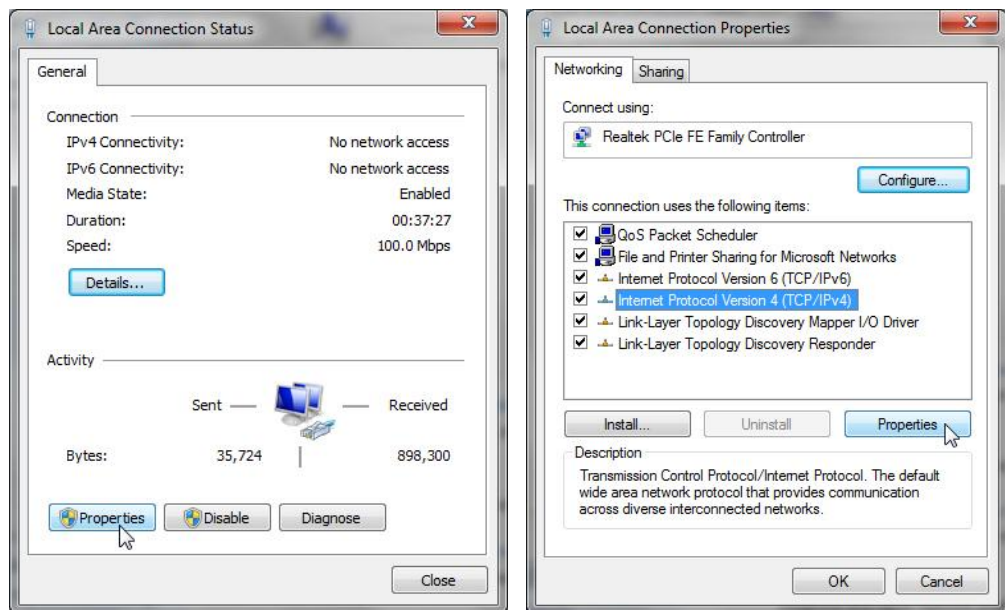 Local Area Connection Status
General
Connection
IPv4 Connectivity: No network access
IPv6 Connectivity: No network access
Media State: Enabled
Duration: 00:37:27
Speed: 100.0 Mbps
Details...
Activity
Sent Received
Bytes: 35,724 898,300
Properties Disable Diagnose
Close
Local Area Connection Properties
Networking Sharing
Connect using:
Realtek PCIe FE Family Controller
Configure...
This connection uses the following items:
QoS Packet Scheduler
File and Printer Sharing for Microsoft Networks
Internet Protocol Version 6 (TCP/IPv6)
Internet Protocol Version 4 (TCP/IPv4)
Link-Layer Topology Discovery Mapper I/O Driver
Link-Layer Topology Discovery Responder
Install... Uninstall Properties
Description
Transmission Control Protocol/Internet Protocol. The default
wide area network protocol that provides communication
across diverse interconnected networks.
OK Cancel